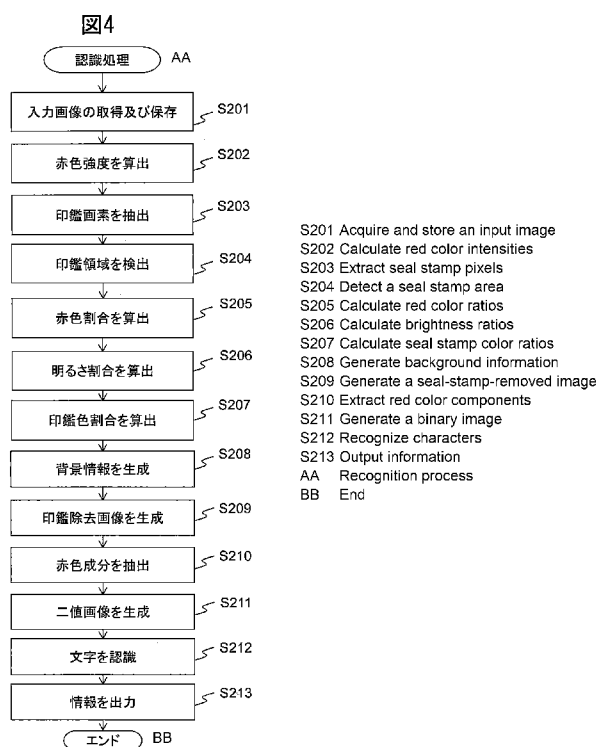 図4
認識処理 AA
入力画像の取得及び保存 S201
赤色強度を算出 S202
印鑑画素を抽出 S203
印鑑領域を検出 S204
赤色割合を算出 S205
明るさ割合を算出 S206
印鑑色割合を算出 S207
背景情報を生成 S208
印鑑除去画像を生成 S209
赤色成分を抽出 S210
二値画像を生成 S211
文字を認識 S212
情報を出力 S213
エンド BB
S201 Acquire and store an input image
S202 Calculate red color intensities
S203 Extract seal stamp pixels
S204 Detect a seal stamp area
S205 Calculate red color ratios
S206 Calculate brightness ratios
S207 Calculate seal stamp color ratios
S208 Generate background information
S209 Generate a seal-stamp-removed image
S210 Extract red color components
S211 Generate a binary image
S212 Recognize characters
S213 Output information
AA Recognition process
BB End